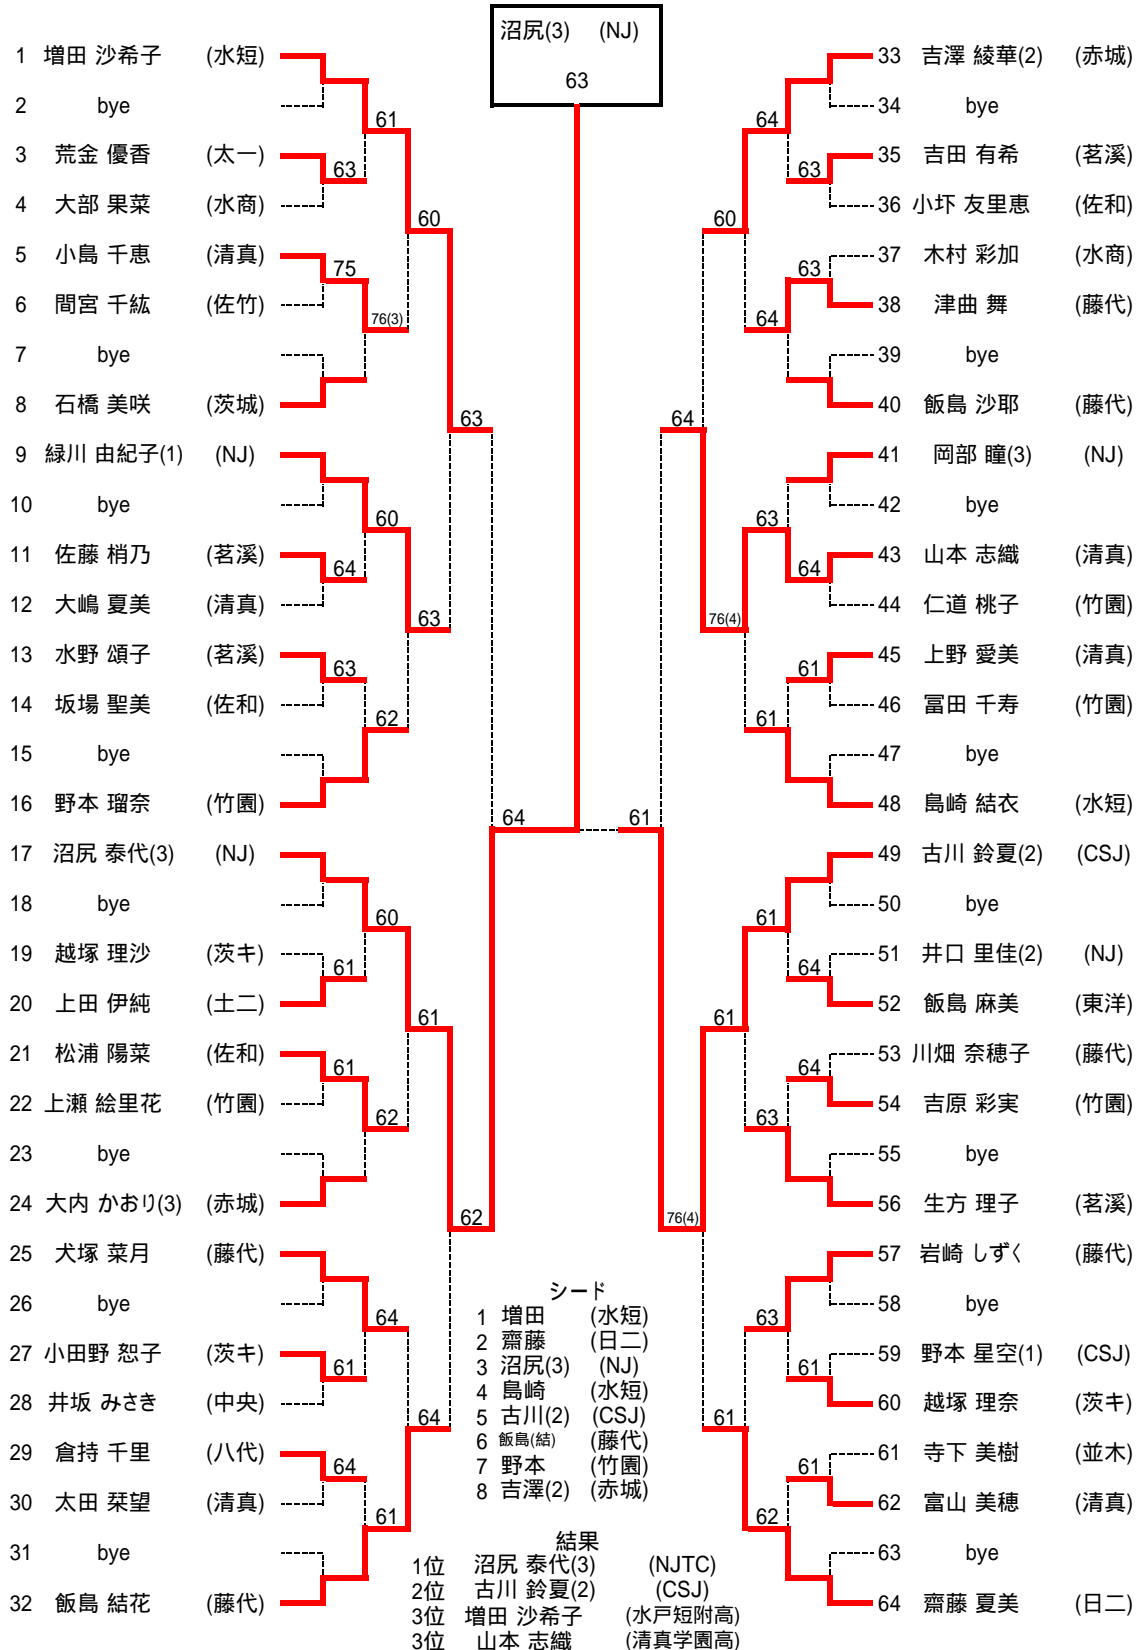 沼尻(3) (NJ)
63
1 増田 沙希子 (水短)
2 bye
3 荒金 優香 (太一)
4 大部 果菜 (水商)
5 小島 千恵 (清真)
6 間宮 千紘 (佐竹)
7 bye
8 石橋 美咲 (茨城)
9 緑川 由紀子(1) (NJ)
10 bye
11 佐藤 梢乃 (茗溪)
12 大嶋 夏美 (清真)
13 水野 頌子 (茗溪)
14 坂場 聖美 (佐和)
15 bye
16 野本 瑠奈 (竹園)
17 沼尻 泰代(3) (NJ)
18 bye
19 越塚 理沙 (茨キ)
20 上田 伊純 (土二)
21 松浦 陽菜 (佐和)
22 上瀬 絵里花 (竹園)
23 bye
24 大内 かおり(3) (赤城)
25 犬塚 菜月 (藤代)
26 bye
27 小田野 恕子 (茨キ)
28 井坂 みさき (中央)
29 倉持 千里 (八代)
30 太田 栞望 (清真)
31 bye
32 飯島 結花 (藤代)
61
63
60
75
76(3)
63
60
64
63
63
62
64
60
61
61
61
62
62
64
61
64
64
61
33 吉澤 綾華(2) (赤城)
34 bye
35 吉田 有希 (茗溪)
36 小圷 友里恵 (佐和)
37 木村 彩加 (水商)
38 津曲 舞 (藤代)
39 bye
40 飯島 沙耶 (藤代)
41 岡部 瞳(3) (NJ)
42 bye
43 山本 志織 (清真)
44 仁道 桃子 (竹園)
45 上野 愛美 (清真)
46 冨田 千寿 (竹園)
47 bye
48 島崎 結衣 (水短)
49 古川 鈴夏(2) (CSJ)
50 bye
51 井口 里佳(2) (NJ)
52 飯島 麻美 (東洋)
53 川畑 奈穂子 (藤代)
54 吉原 彩実 (竹園)
55 bye
56 生方 理子 (茗溪)
57 岩崎 しずく (藤代)
58 bye
59 野本 星空(1) (CSJ)
60 越塚 理奈 (茨キ)
61 寺下 美樹 (並木)
62 富山 美穂 (清真)
63 bye
64 齋藤 夏美 (日二)
64
63
60
63
64
64
63
64
76(4)
61
61
61
61
64
61
64
63
76(4)
63
61
61
61
62
シード
1 増田 (水短)
2 齋藤 (日二)
3 沼尻(3) (NJ)
4 島崎 (水短)
5 古川(2) (CSJ)
6 飯島(結) (藤代)
7 野本 (竹園)
8 吉澤(2) (赤城)
結果
1位 沼尻 泰代(3) (NJTC)
2位 古川 鈴夏(2) (CSJ)
3位 増田 沙希子 (水戸短附高)
3位 山本 志織 (清真学園高)